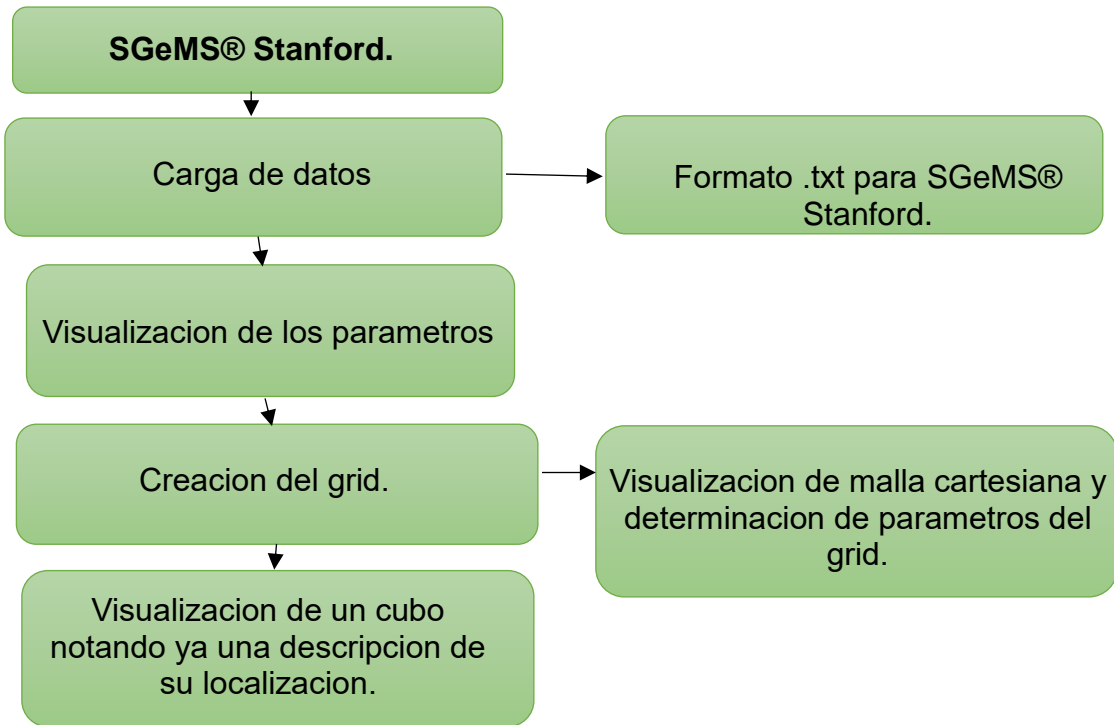 SGeMS® Stanford.
Carga de datos
Formato .txt para SGeMS®
Stanford.
Visualizacion de los parametros
Creacion del grid.
Visualizacion de malla cartesiana y
determinacion de parametros del
grid.
Visualizacion de un cubo
notando ya una descripcion de
su localizacion.